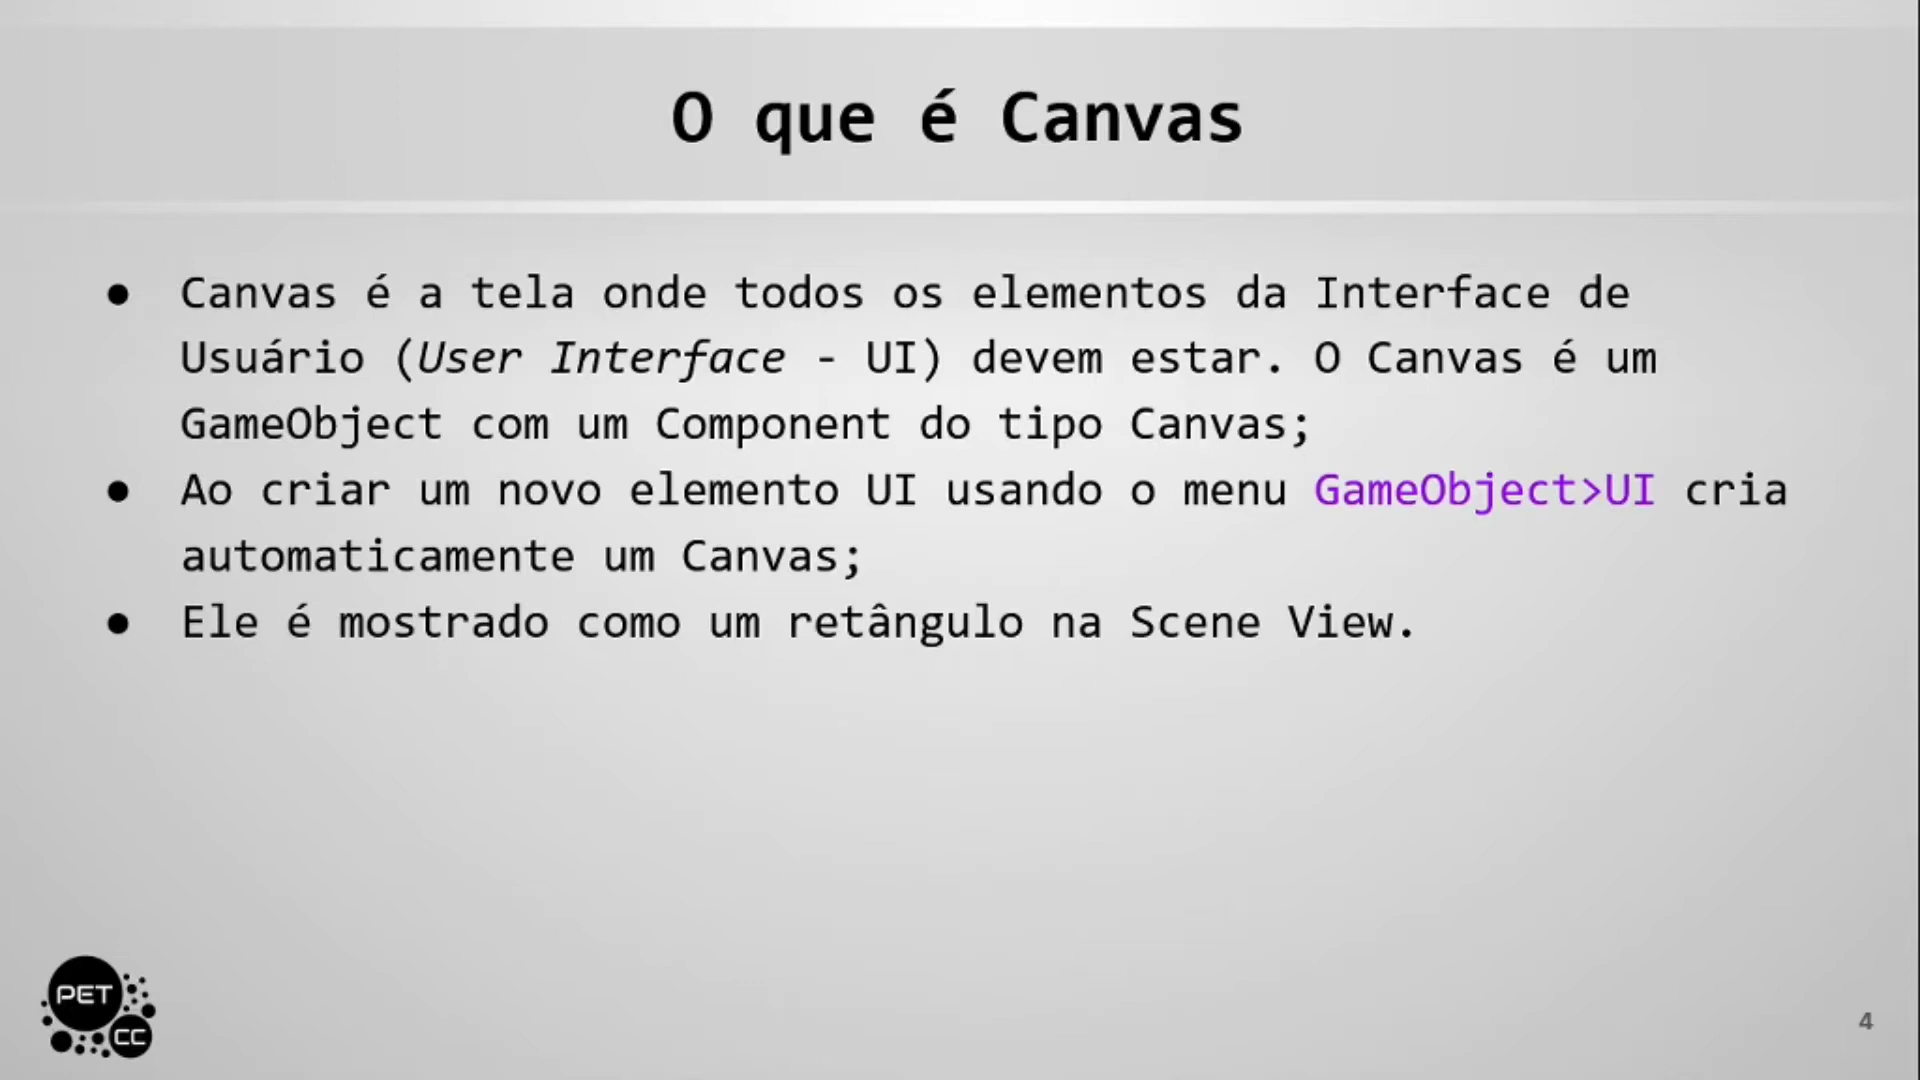 O que é Canvas
● Canvas é a tela onde todos os elementos da Interface de
Usuário (User Interface - UI) devem estar. O Canvas é um
GameObject com um Component do tipo Canvas;
● Ao criar um novo elemento UI usando o menu GameObject>UI cria
automaticamente um Canvas;
● Ele é mostrado como um retângulo na Scene View.
PET
CC
4